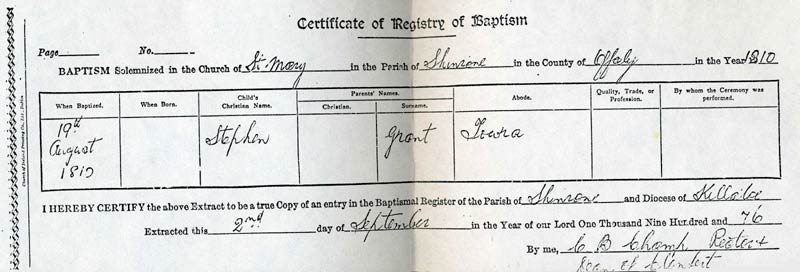 Certificate of Registry of Baptism
Page No.
BAPTISM Solemnized in the Church of St. Mary in the Parish of Shinrone in the County of Offaly in the Year 1810
When Baptized. When Born. Child's Christian Name. Parents' Names. Christian. Surname. Abode. Quality, Trade, or Profession. By whom the Ceremony was performed.
19th August 1810 Stephen Grant
I HEREBY CERTIFY the above Extract to be a true Copy of an entry in the Baptismal Register of the Parish of Shinrone and Diocese of Killaloe
Extracted this 2nd day of September in the Year of our Lord One Thousand Nine Hundred and 76
By me, C B Champ Rector &
Dean of Clonfert